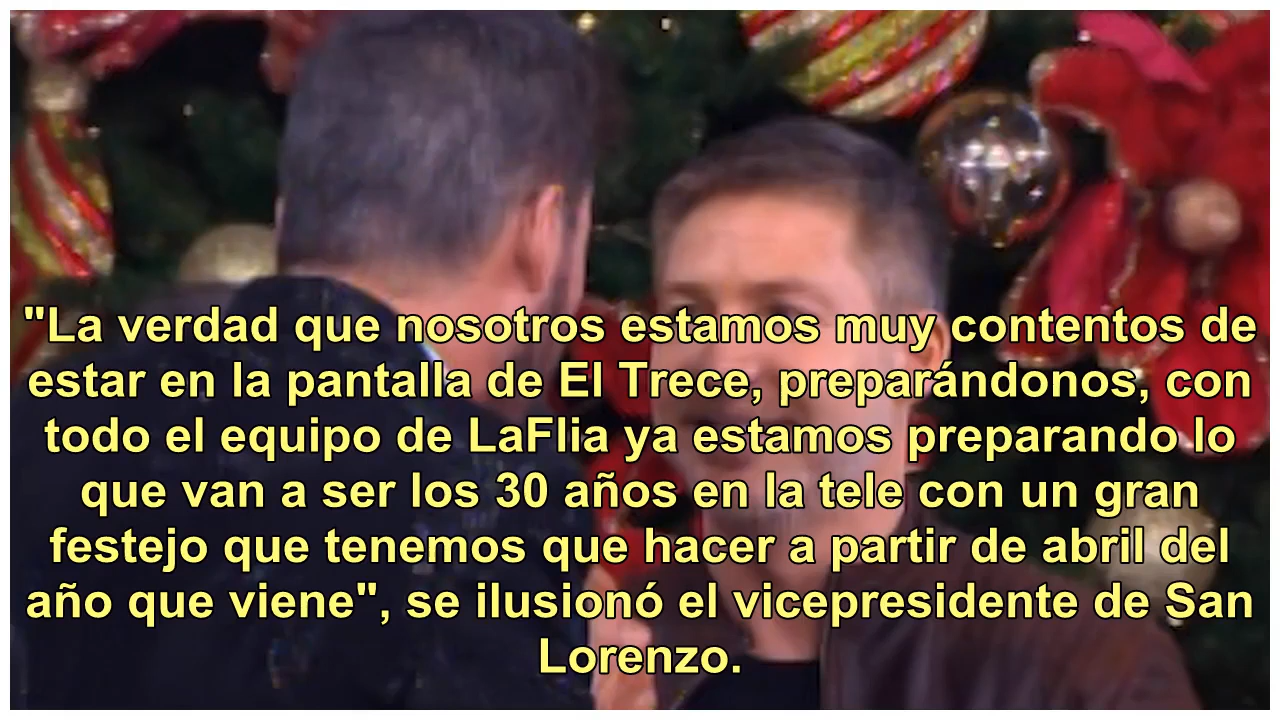 "La verdad que nosotros estamos muy contentos de
estar en la pantalla de El Trece, preparándonos, con
todo el equipo de LaFlia ya estamos preparando lo
que van a ser los 30 años en la tele con un gran
festejo que tenemos que hacer a partir de abril del
año que viene", se ilusionó el vicepresidente de San
Lorenzo.